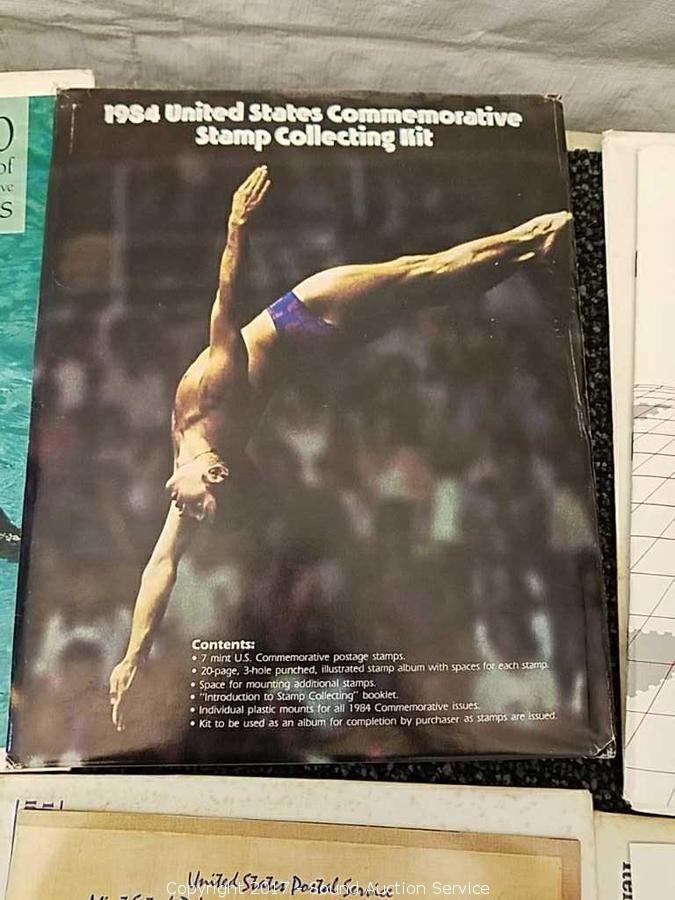 1984 United States Commemorative
Stamp Collecting Kit
0
of
ve
s
Contents:
• 7 mint U.S. Commemorative postage stamps.
• 20-page, 3-hole punched, illustrated stamp album with spaces for each stamp.
• Space for mounting additional stamps.
• "Introduction to Stamp Collecting" booklet.
• Individual plastic mounts for all 1984 Commemorative issues.
• Kit to be used as an album for completion by purchaser as stamps are issued.
United States Postal Service
Copyright 2017 Sound Auction Service